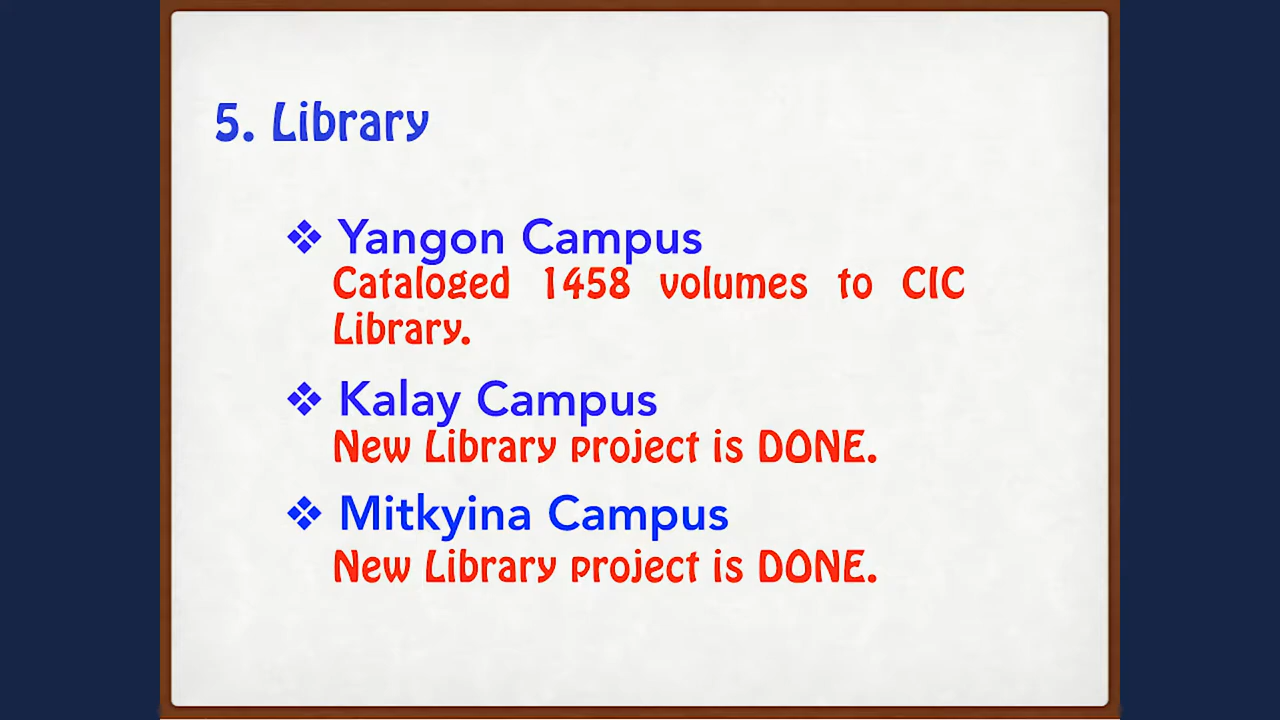 5. Library
❖ Yangon Campus
Cataloged 1458 volumes to CIC
Library.
❖ Kalay Campus
New Library project is DONE.
❖ Mitkyina Campus
New Library project is DONE.